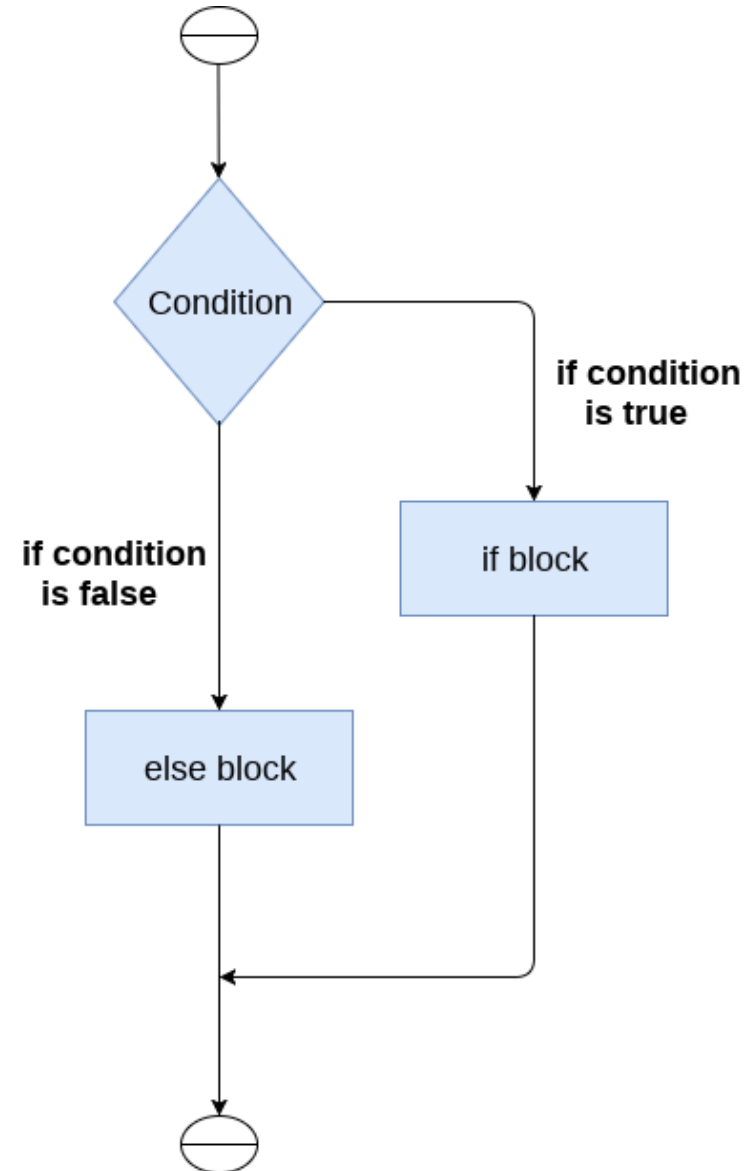 Condition
if condition
is true
if condition
is false
if block
else block